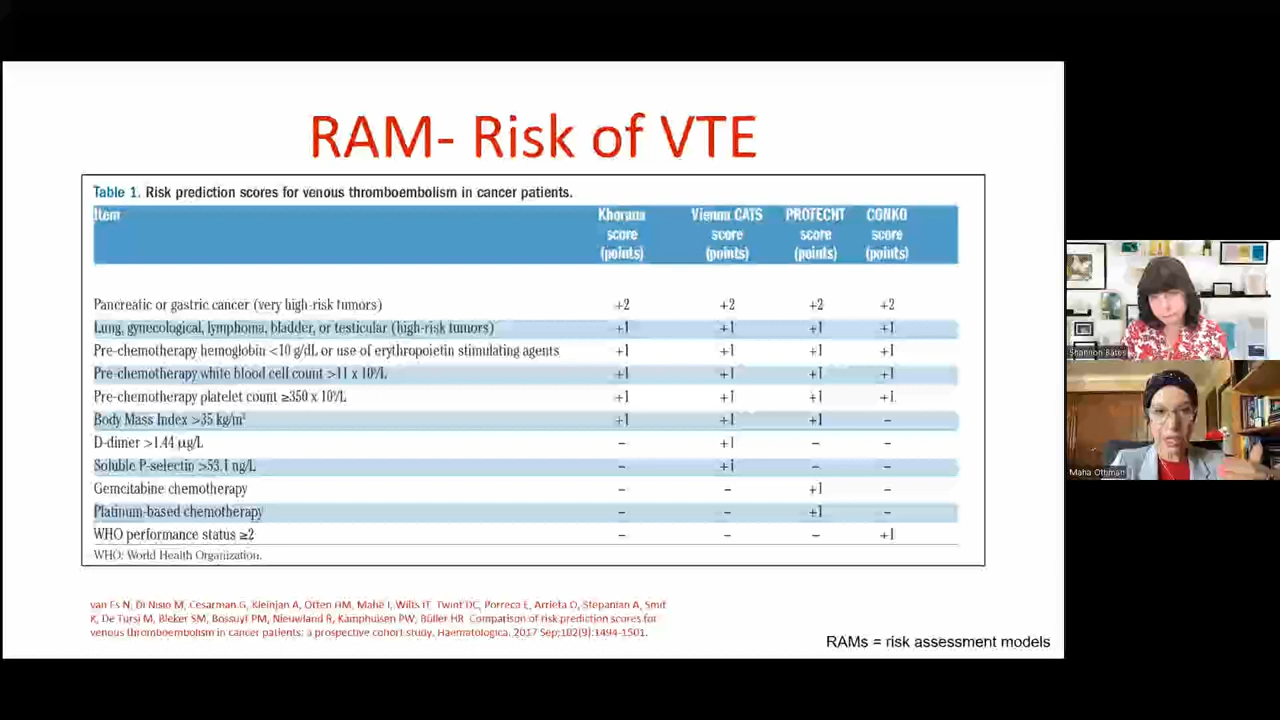 RAM- Risk of VTE
Table 1. Risk prediction scores for venous thromboembolism in cancer patients.
Item Khorana score (points) Vienna CATS score (points) PROTECHT score (points) CONKO score (points)
Pancreatic or gastric cancer (very high-risk tumors) +2 +2 +2 +2
Lung, gynecological, lymphoma, bladder, or testicular (high-risk tumors) +1 +1 +1 +1
Pre-chemotherapy hemoglobin <10 g/dL or use of erythropoietin stimulating agents +1 +1 +1 +1
Pre-chemotherapy white blood cell count >11 x 10⁹/L +1 +1 +1 +1
Pre-chemotherapy platelet count ≥350 x 10⁹/L +1 +1 +1 +1
Body Mass Index >35 kg/m² +1 +1 +1 –
D-dimer >1.44 µg/L – +1 – –
Soluble P-selectin >53.1 ng/L – +1 – –
Gemcitabine chemotherapy – – +1 –
Platinum-based chemotherapy – – +1 –
WHO performance status ≥2 – – – +1
WHO: World Health Organization.
van Es N, Di Nisio M, Cesarman G, Kleinjan A, Otten HM, Mahé I, Wilts IT, Twint DC, Porreca E, Arrieta O, Stépanian A, Smit
K, De Tursi M, Bleker SM, Bossuyt PM, Nieuwland R, Kamphuisen PW, Büller HR. Comparison of risk prediction scores for
venous thromboembolism in cancer patients: a prospective cohort study. Haematologica. 2017 Sep;102(9):1494-1501.
RAMs = risk assessment models
Shannon Bates
Maha Othman